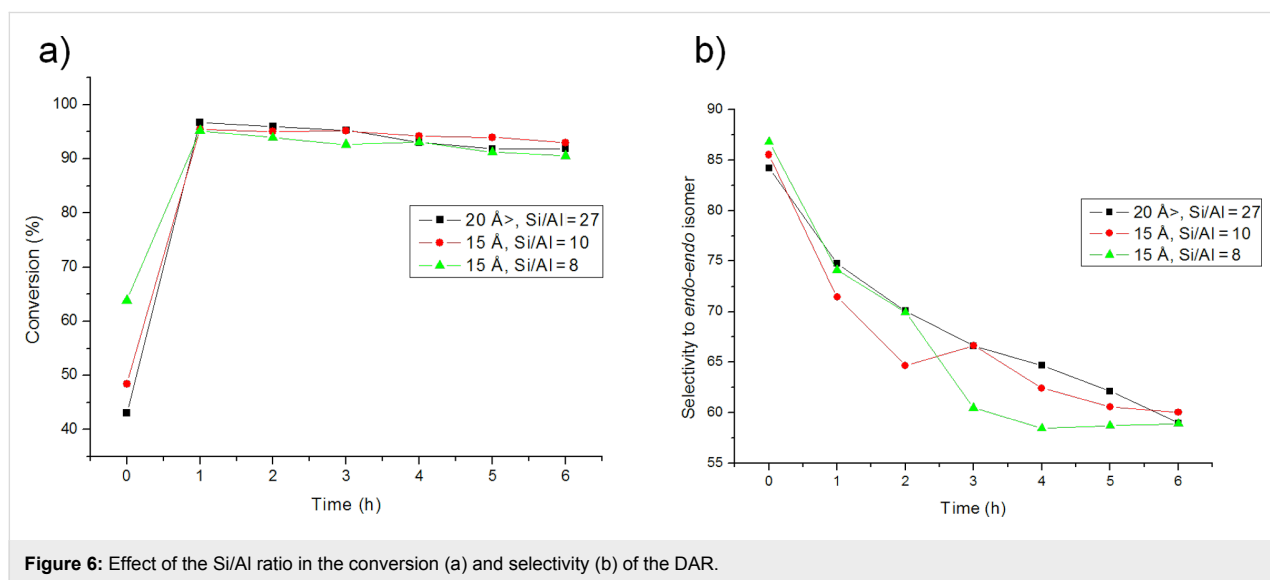 a)
Conversion (%)
100
90
80
70
60
50
40
0 1 2 3 4 5 6
Time (h)
20 Å>, Si/Al = 27
15 Å, Si/Al = 10
15 Å, Si/Al = 8
b)
Selectivity to endo-endo isomer
90
85
80
75
70
65
60
55
0 1 2 3 4 5 6
Time (h)
20 Å>, Si/Al = 27
15 Å, Si/Al = 10
15 Å, Si/Al = 8
Figure 6: Effect of the Si/Al ratio in the conversion (a) and selectivity (b) of the DAR.